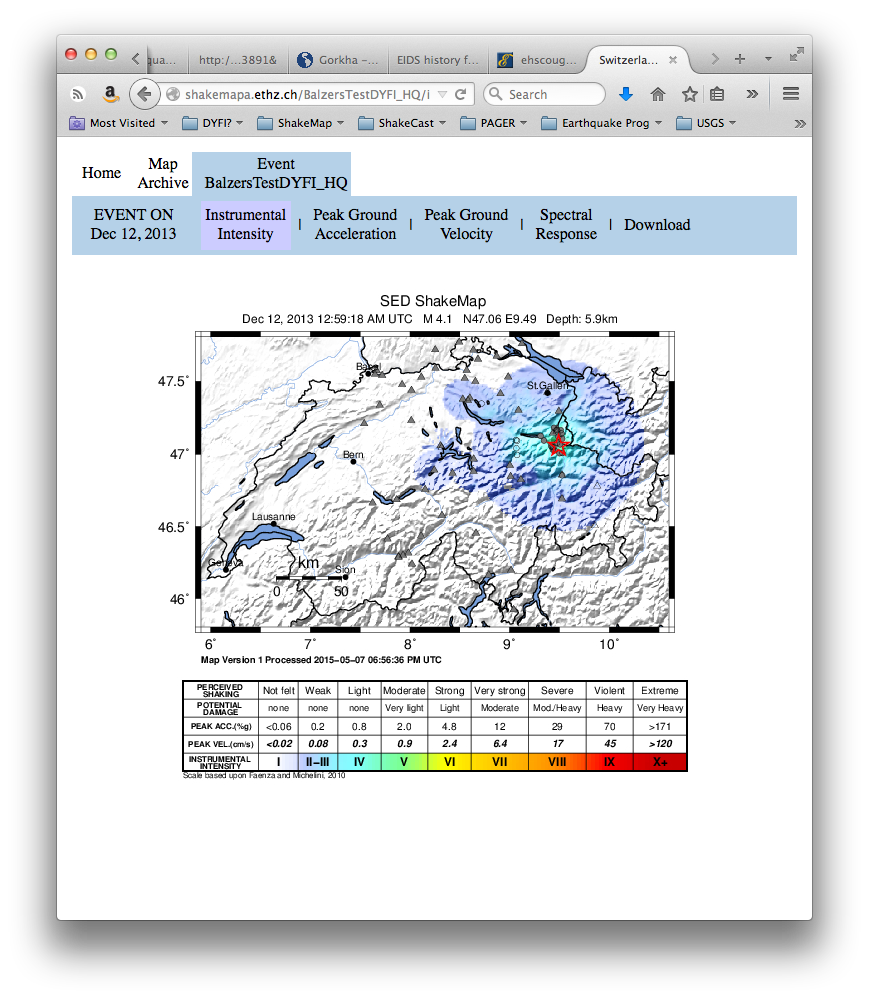 qua...
http:/...3891&
Gorkha –...
EIDS history f...
ehscoug...
Switzerla...
shakemapa.ethz.ch/BalzersTestDYFI_HQ/i
Search
Most Visited
DYFI?
ShakeMap
ShakeCast
PAGER
Earthquake Prog
USGS
Home
Map
Archive
Event
BalzersTestDYFI_HQ
EVENT ON
Dec 12, 2013
Instrumental
Intensity
|
Peak Ground
Acceleration
|
Peak Ground
Velocity
|
Spectral
Response
|
Download
SED ShakeMap
Dec 12, 2013 12:59:18 AM UTC M 4.1 N47.06 E9.49 Depth: 5.9km
47.5°
47°
46.5°
46°
Basel
St.Gallen
Bern
Lausanne
Geneva
Sion
km
0 50
6° 7° 8° 9° 10°
Map Version 1 Processed 2015–05–07 06:56:36 PM UTC
PERCEIVED
SHAKING
Not felt Weak Light Moderate Strong Very strong Severe Violent Extreme
POTENTIAL
DAMAGE
none none none Very light Light Moderate Mod./Heavy Heavy Very Heavy
PEAK ACC.(%g) <0.06 0.2 0.8 2.0 4.8 12 29 70 >171
PEAK VEL.(cm/s) <0.02 0.08 0.3 0.9 2.4 6.4 17 45 >120
INSTRUMENTAL
INTENSITY
I II–III IV V VI VII VIII IX X+
Scale based upon Faenza and Michelini, 2010